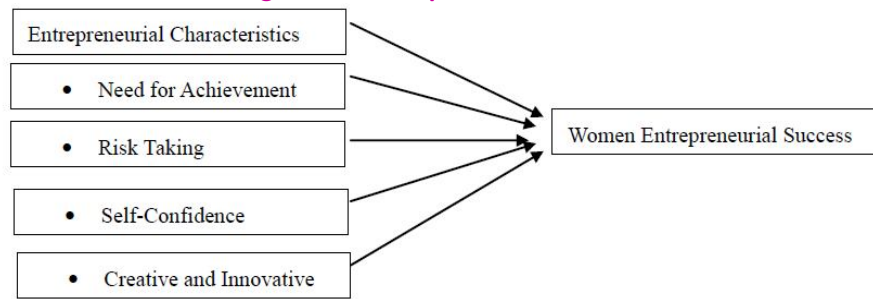 Entrepreneurial Characteristics
• Need for Achievement
• Risk Taking
• Self-Confidence
• Creative and Innovative
Women Entrepreneurial Success